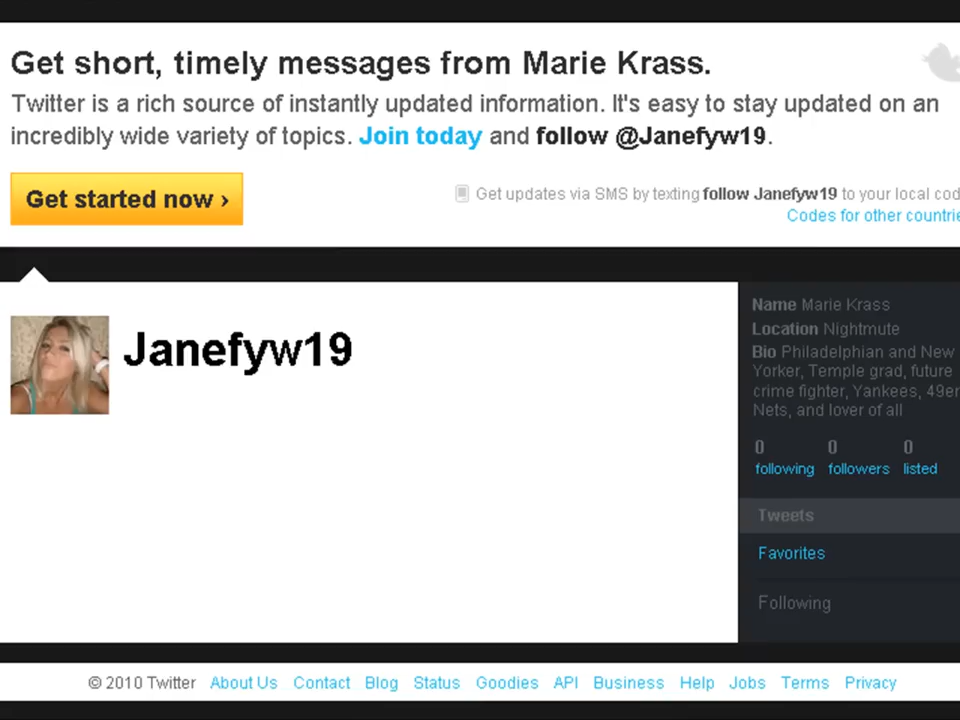 Get short, timely messages from Marie Krass.
Twitter is a rich source of instantly updated information. It's easy to stay updated on an
incredibly wide variety of topics. Join today and follow @Janefyw19.
Get started now ›
Get updates via SMS by texting follow Janefyw19 to your local cod
Codes for other countrie
Janefyw19
Name Marie Krass
Location Nightmute
Bio Philadelphian and New
Yorker, Temple grad, future
crime fighter, Yankees, 49er
Nets, and lover of all
0 0 0
following followers listed
Tweets
Favorites
Following
© 2010 Twitter About Us Contact Blog Status Goodies API Business Help Jobs Terms Privacy